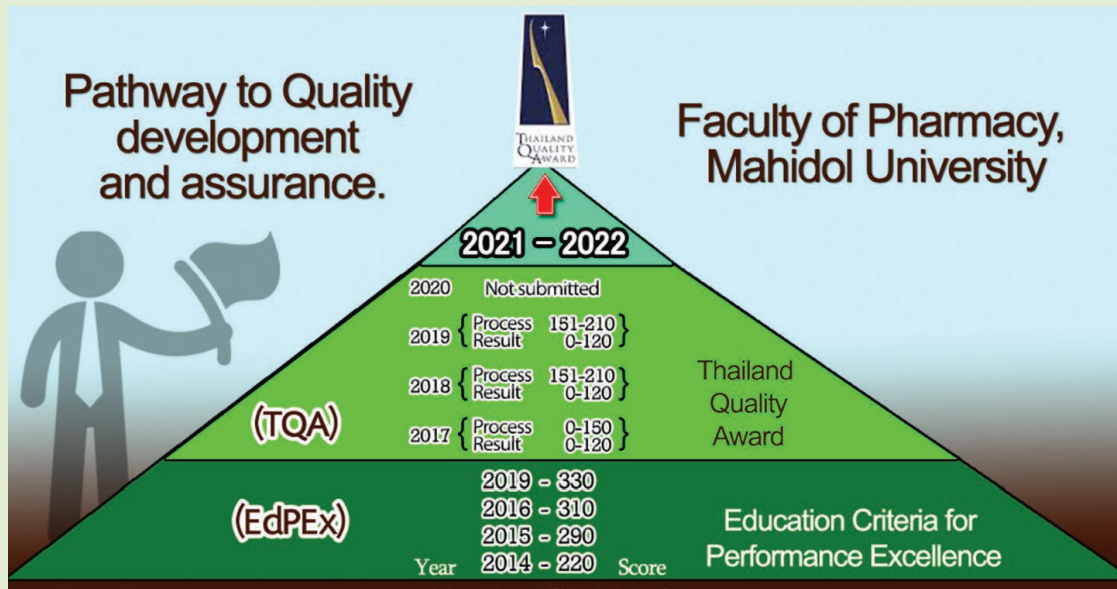 Pathway to Quality
development
and assurance.
THAILAND
QUALITY
AWARD
Faculty of Pharmacy,
Mahidol University
2021 – 2022
2020 Not submitted
2019 { Process 151-210 }
Result 0-120
2018 { Process 151-210 }
Result 0-120
2017 { Process 0-150 }
Result 0-120
(TQA)
Thailand
Quality
Award
(EdPEx)
2019 - 330
2016 - 310
2015 - 290
Year 2014 - 220 Score
Education Criteria for
Performance Excellence